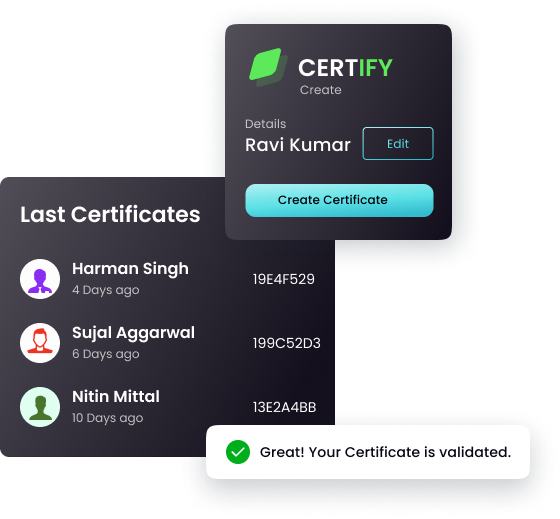 CERTIFY
Create
Details
Ravi Kumar
Edit
Create Certificate
Last Certificates
Harman Singh
4 Days ago
19E4F529
Sujal Aggarwal
6 Days ago
199C52D3
Nitin Mittal
10 Days ago
13E2A4BB
Great! Your Certificate is validated.